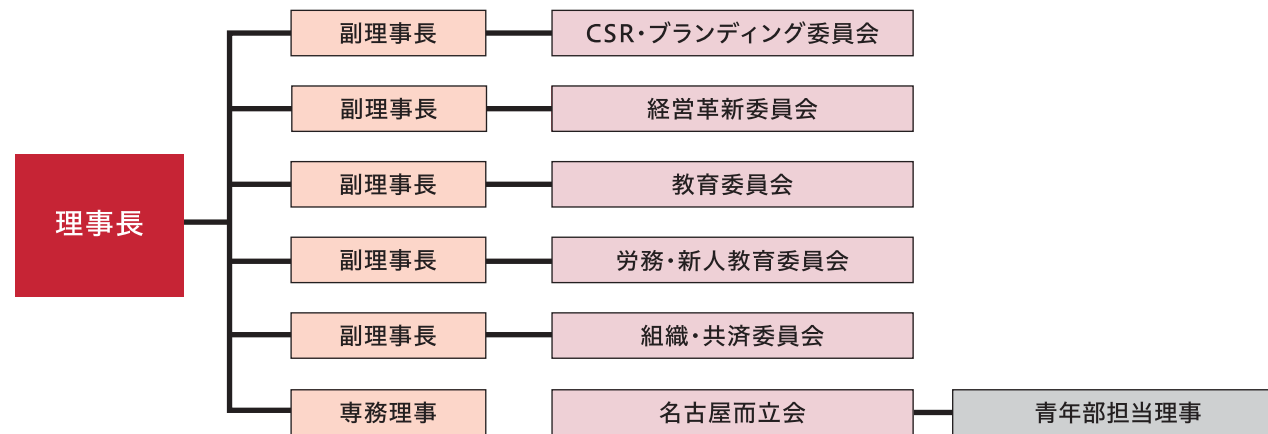 副理事長
CSR・ブランディング委員会
副理事長
経営革新委員会
副理事長
教育委員会
理事長
副理事長
労務・新人教育委員会
副理事長
組織・共済委員会
専務理事
名古屋而立会
青年部担当理事